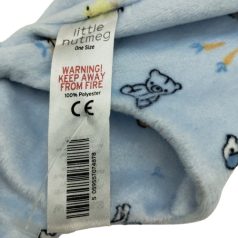 little
nutmeg
One Size
WARNING!
KEEP AWAY
FROM FIRE
100% Polyester
CE